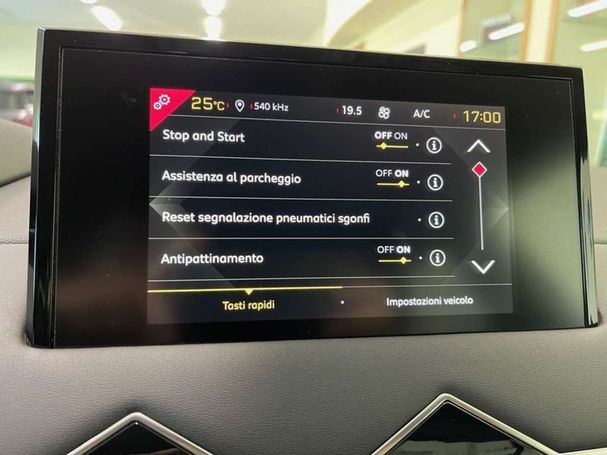 25°C 540 kHz 19.5 A/C 17:00
Stop and Start OFF ON
Assistenza al parcheggio OFF ON
Reset segnalazione pneumatici sgonfi
Antipattinamento OFF ON
Tasti rapidi Impostazioni veicolo